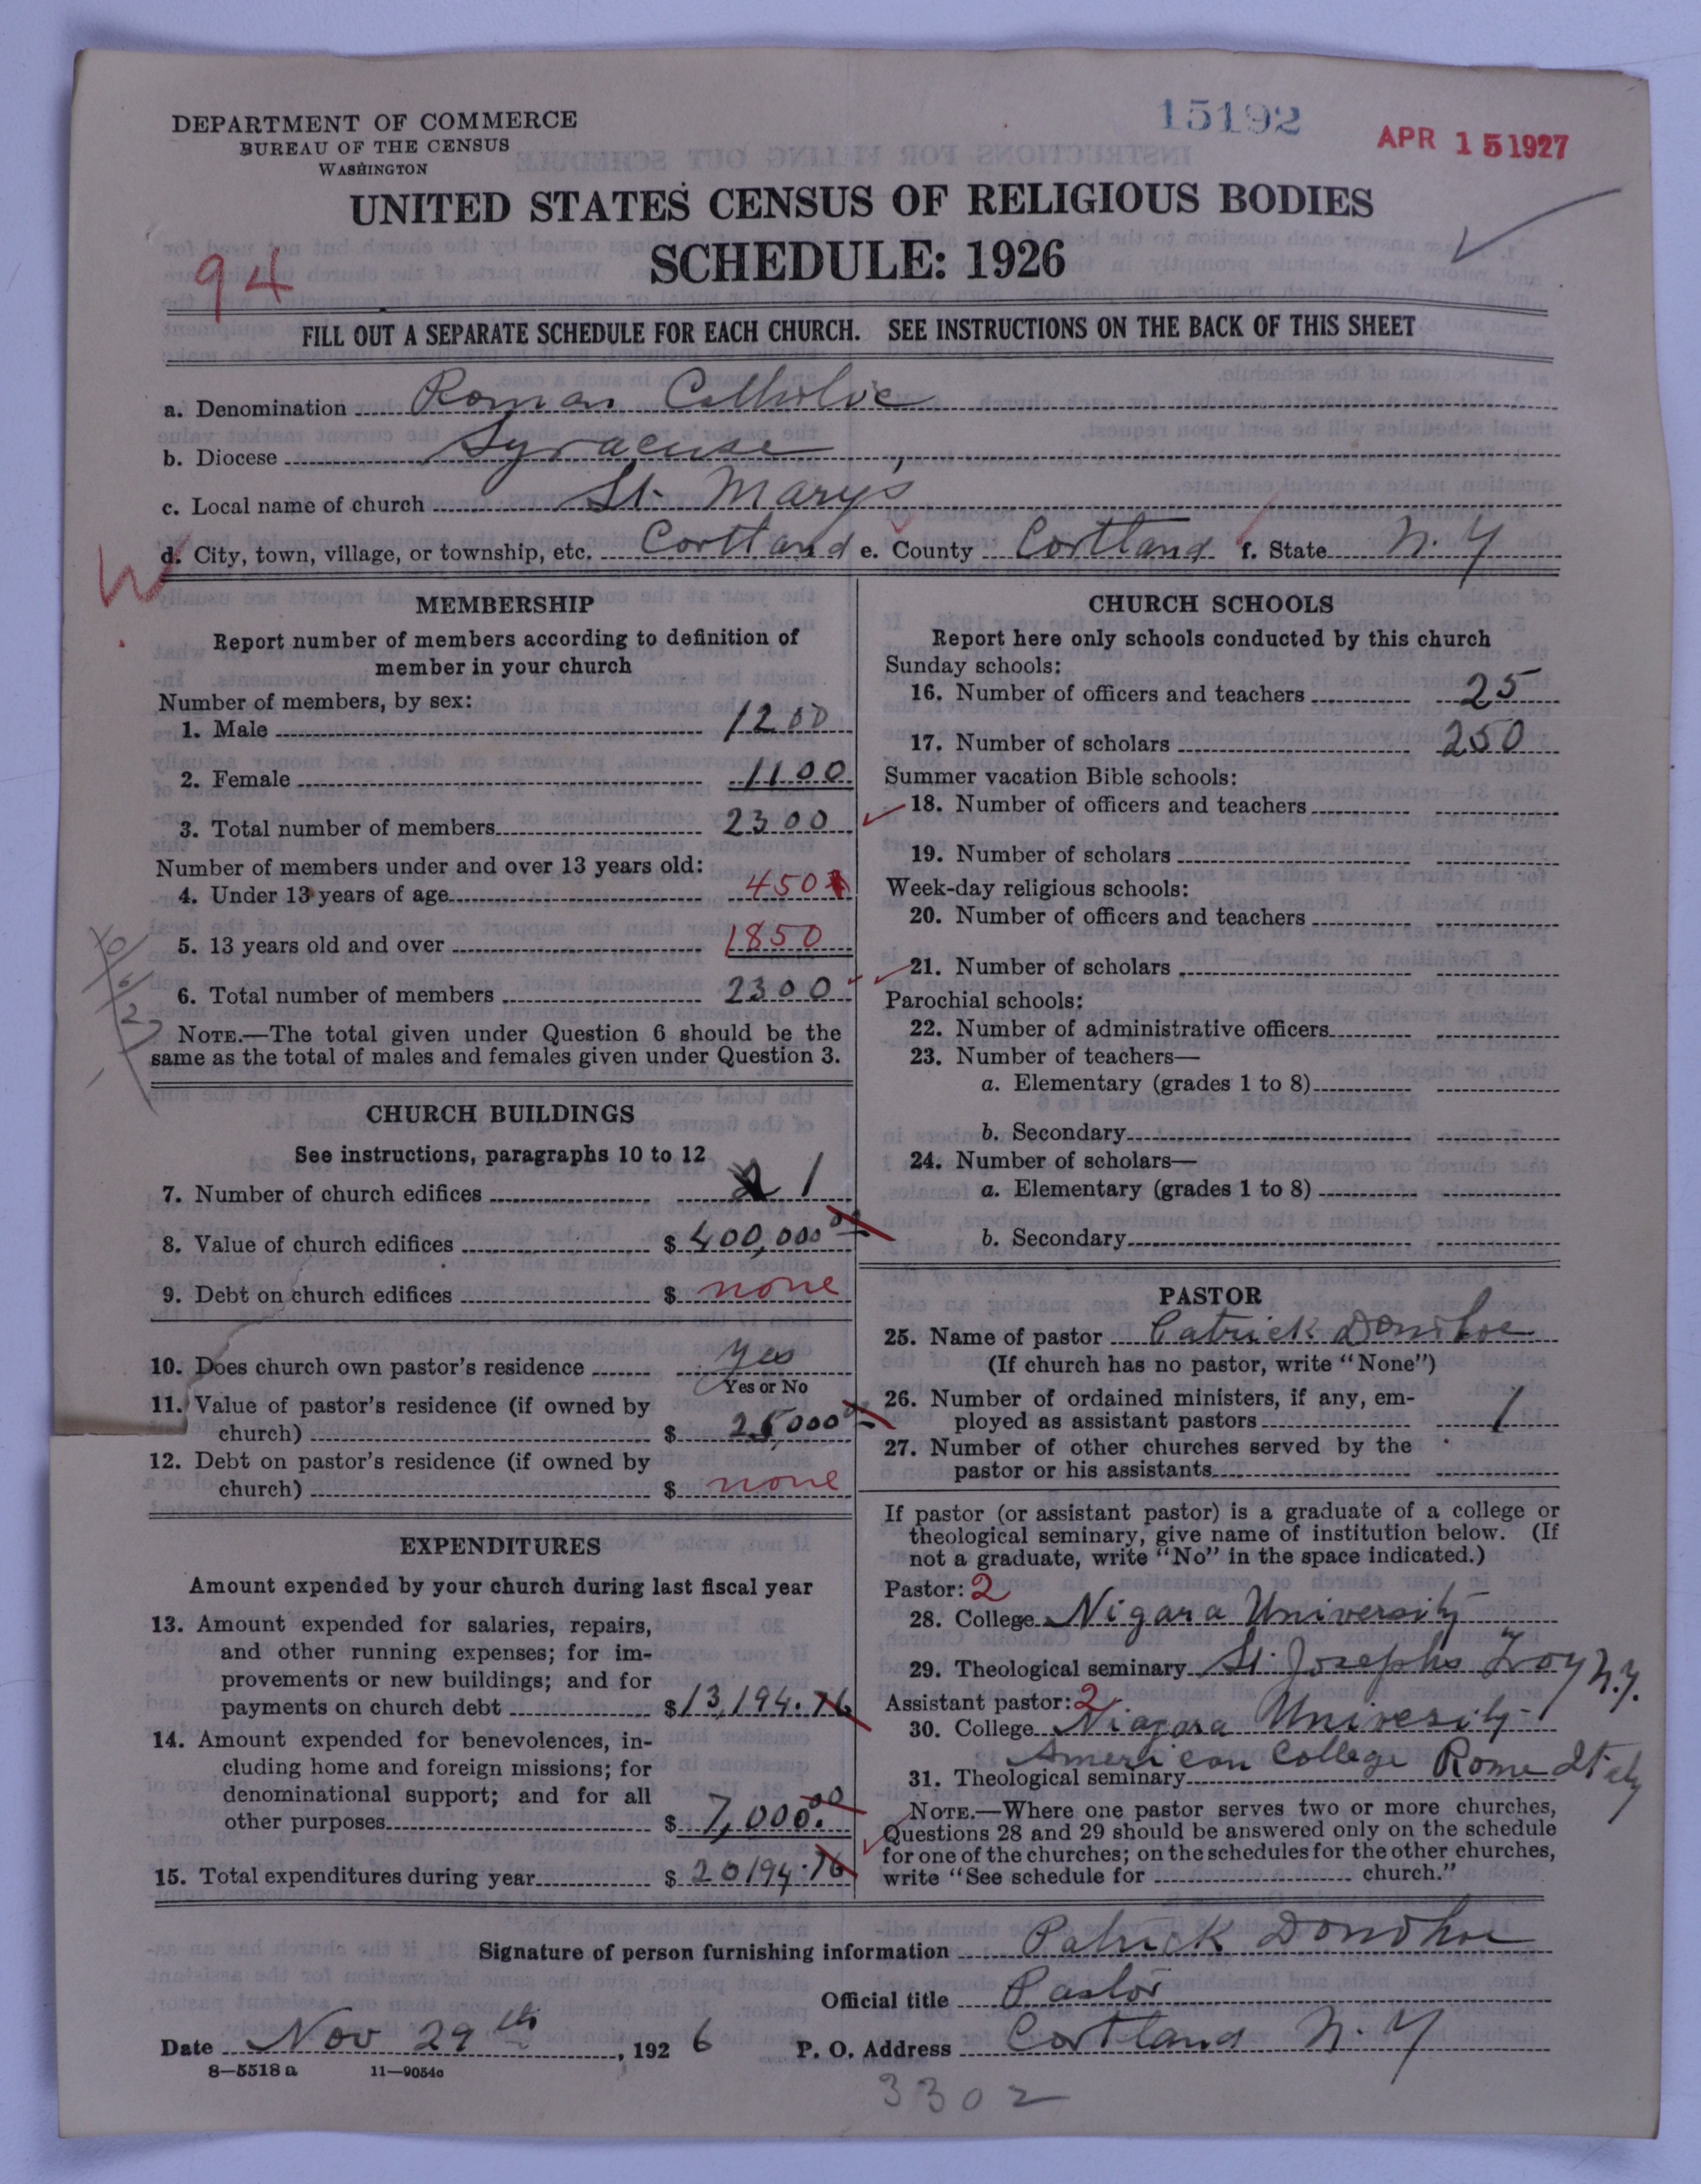 15192
APR 15 1927
DEPARTMENT OF COMMERCE
BUREAU OF THE CENSUS
WASHINGTON
UNITED STATES CENSUS OF RELIGIOUS BODIES
SCHEDULE: 1926
94
FILL OUT A SEPARATE SCHEDULE FOR EACH CHURCH. SEE INSTRUCTIONS ON THE BACK OF THIS SHEET
a. Denomination Roman Catholic
b. Diocese Syracuse
c. Local name of church St. Marys
d. City, town, village, or township, etc. Cortland e. County Cortland f. State N. Y
MEMBERSHIP
Report number of members according to definition of
member in your church
Number of members, by sex:
1. Male 1200
2. Female 1100
3. Total number of members 2300
Number of members under and over 13 years old:
4. Under 13 years of age 450
5. 13 years old and over 1850
6. Total number of members 2300
NOTE.—The total given under Question 6 should be the
same as the total of males and females given under Question 3.
CHURCH BUILDINGS
See instructions, paragraphs 10 to 12
7. Number of church edifices 1
8. Value of church edifices $ 400,000 00
9. Debt on church edifices $ none
10. Does church own pastor's residence yes
Yes or No
11. Value of pastor's residence (if owned by
church) $ 25,000
12. Debt on pastor's residence (if owned by
church) $ none
EXPENDITURES
Amount expended by your church during last fiscal year
13. Amount expended for salaries, repairs,
and other running expenses; for im-
provements or new buildings; and for
payments on church debt $ 13,194.76
14. Amount expended for benevolences, in-
cluding home and foreign missions; for
denominational support; and for all
other purposes $ 7,000.00
15. Total expenditures during year $ 20194.76
CHURCH SCHOOLS
Report here only schools conducted by this church
Sunday schools:
16. Number of officers and teachers 25
17. Number of scholars 250
Summer vacation Bible schools:
18. Number of officers and teachers
19. Number of scholars
Week-day religious schools:
20. Number of officers and teachers
21. Number of scholars
Parochial schools:
22. Number of administrative officers
23. Number of teachers—
a. Elementary (grades 1 to 8)
b. Secondary
24. Number of scholars—
a. Elementary (grades 1 to 8)
b. Secondary
PASTOR
25. Name of pastor Patrick Donohoe
(If church has no pastor, write "None")
26. Number of ordained ministers, if any, em-
ployed as assistant pastors 1
27. Number of other churches served by the
pastor or his assistants
If pastor (or assistant pastor) is a graduate of a college or
theological seminary, give name of institution below. (If
not a graduate, write "No" in the space indicated.)
Pastor: 2
28. College Nigara University
29. Theological seminary St. Josephs Troy N.Y.
Assistant pastor: 2
30. College Niagara University
American College Rome Italy
31. Theological seminary
NOTE.—Where one pastor serves two or more churches,
Questions 28 and 29 should be answered only on the schedule
for one of the churches; on the schedules for the other churches,
write "See schedule for church."
Signature of person furnishing information Patrick Donohoe
Official title Pastor
Date Nov 29th, 1926 P. O. Address Cortland N. Y
8—5518 a 11—9054c
3302